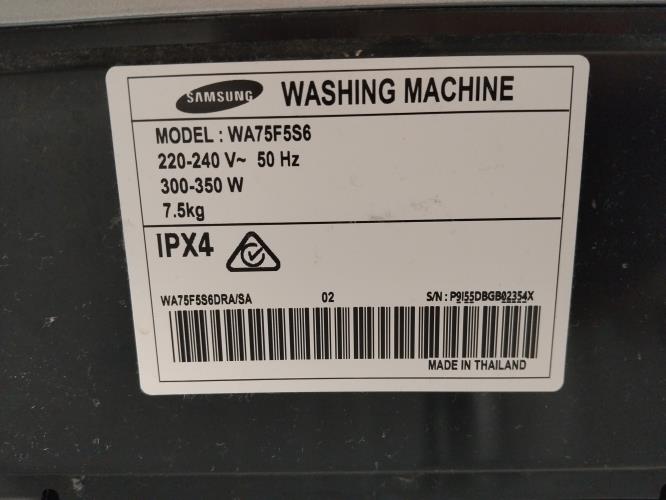 SAMSUNG WASHING MACHINE
MODEL : WA75F5S6
220-240 V~ 50 Hz
300-350 W
7.5kg
IPX4
WA75F5S6DRA/SA 02 S/N : P9I55DBGB02354X
MADE IN THAILAND